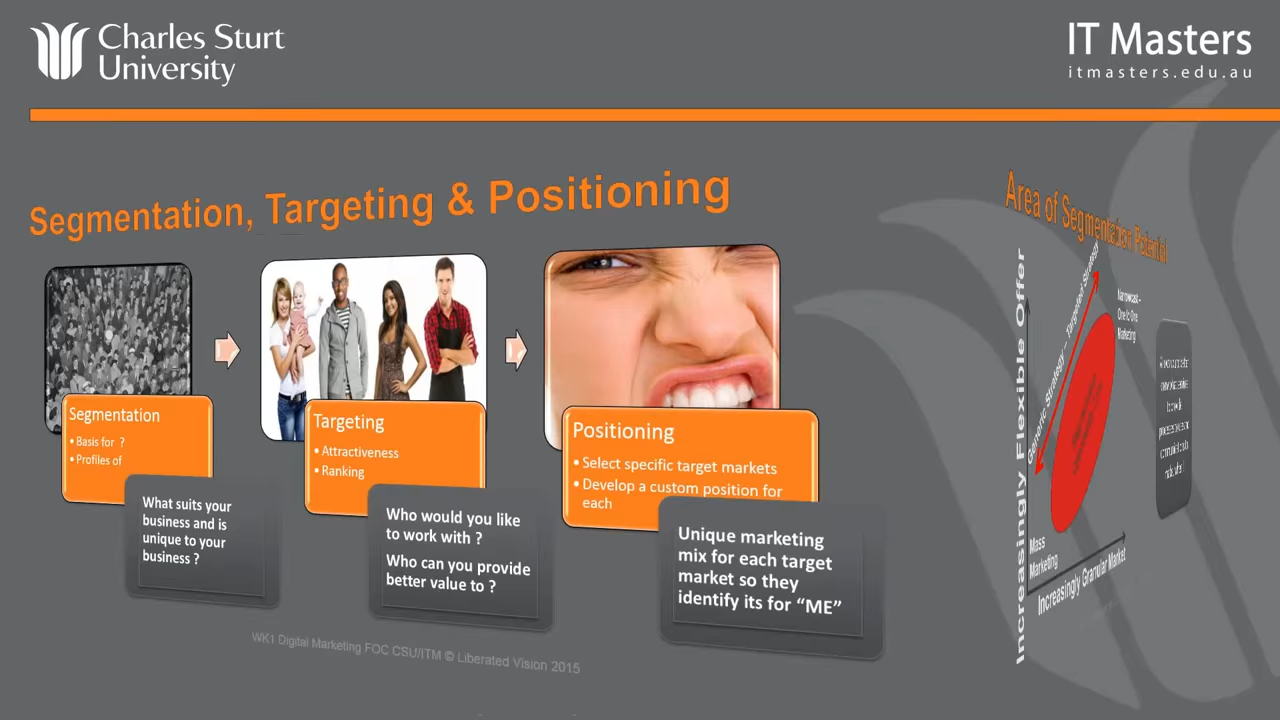 Charles Sturt
University
IT Masters
itmasters.edu.au
Segmentation, Targeting & Positioning
Segmentation
• Basis for ?
• Profiles of
What suits your
business and is
unique to your
business ?
Targeting
• Attractiveness
• Ranking
Who would you like
to work with ?
Who can you provide
better value to ?
Positioning
• Select specific target markets
• Develop a custom position for
each
Unique marketing
mix for each target
market so they
identify its for “ME”
WK1 Digital Marketing FOC CSU/ITM © Liberated Vision 2015
Area of Segmentation Potential
Increasingly Flexible Offer
Generic Strategy – Targeted Strategy
Narrowcast –
One to One
Marketing
Mass
Marketing
Increasingly Granular Market